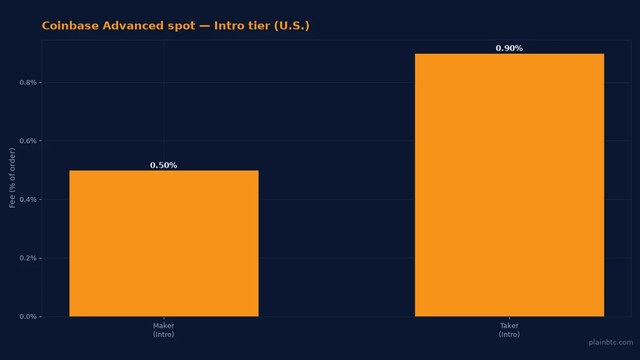 Coinbase Advanced spot — Intro tier (U.S.)
0.90%
0.8%
0.6%
0.50%
0.4%
0.2%
0.0%
Fee (% of order)
Maker
(Intro)
Taker
(Intro)
plainbtc.com